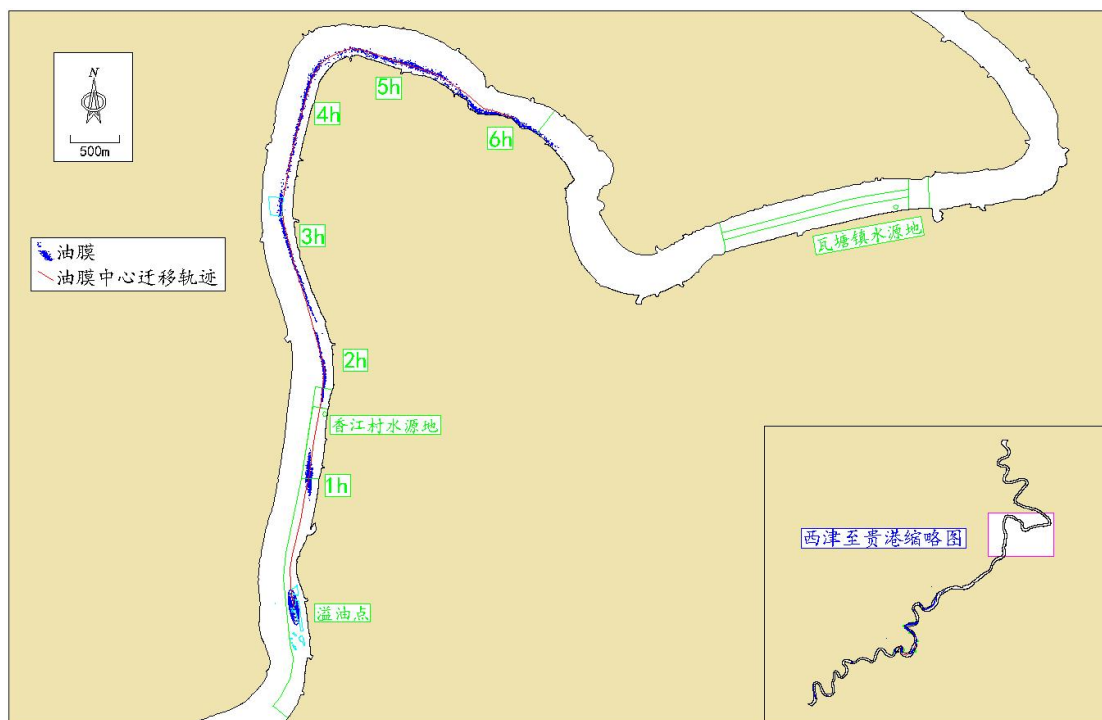 N
500m
油膜
油膜中心迁移轨迹
5h
4h
6h
3h
瓦塘镇水源地
2h
香江村水源地
1h
溢油点
西津至贵港缩略图